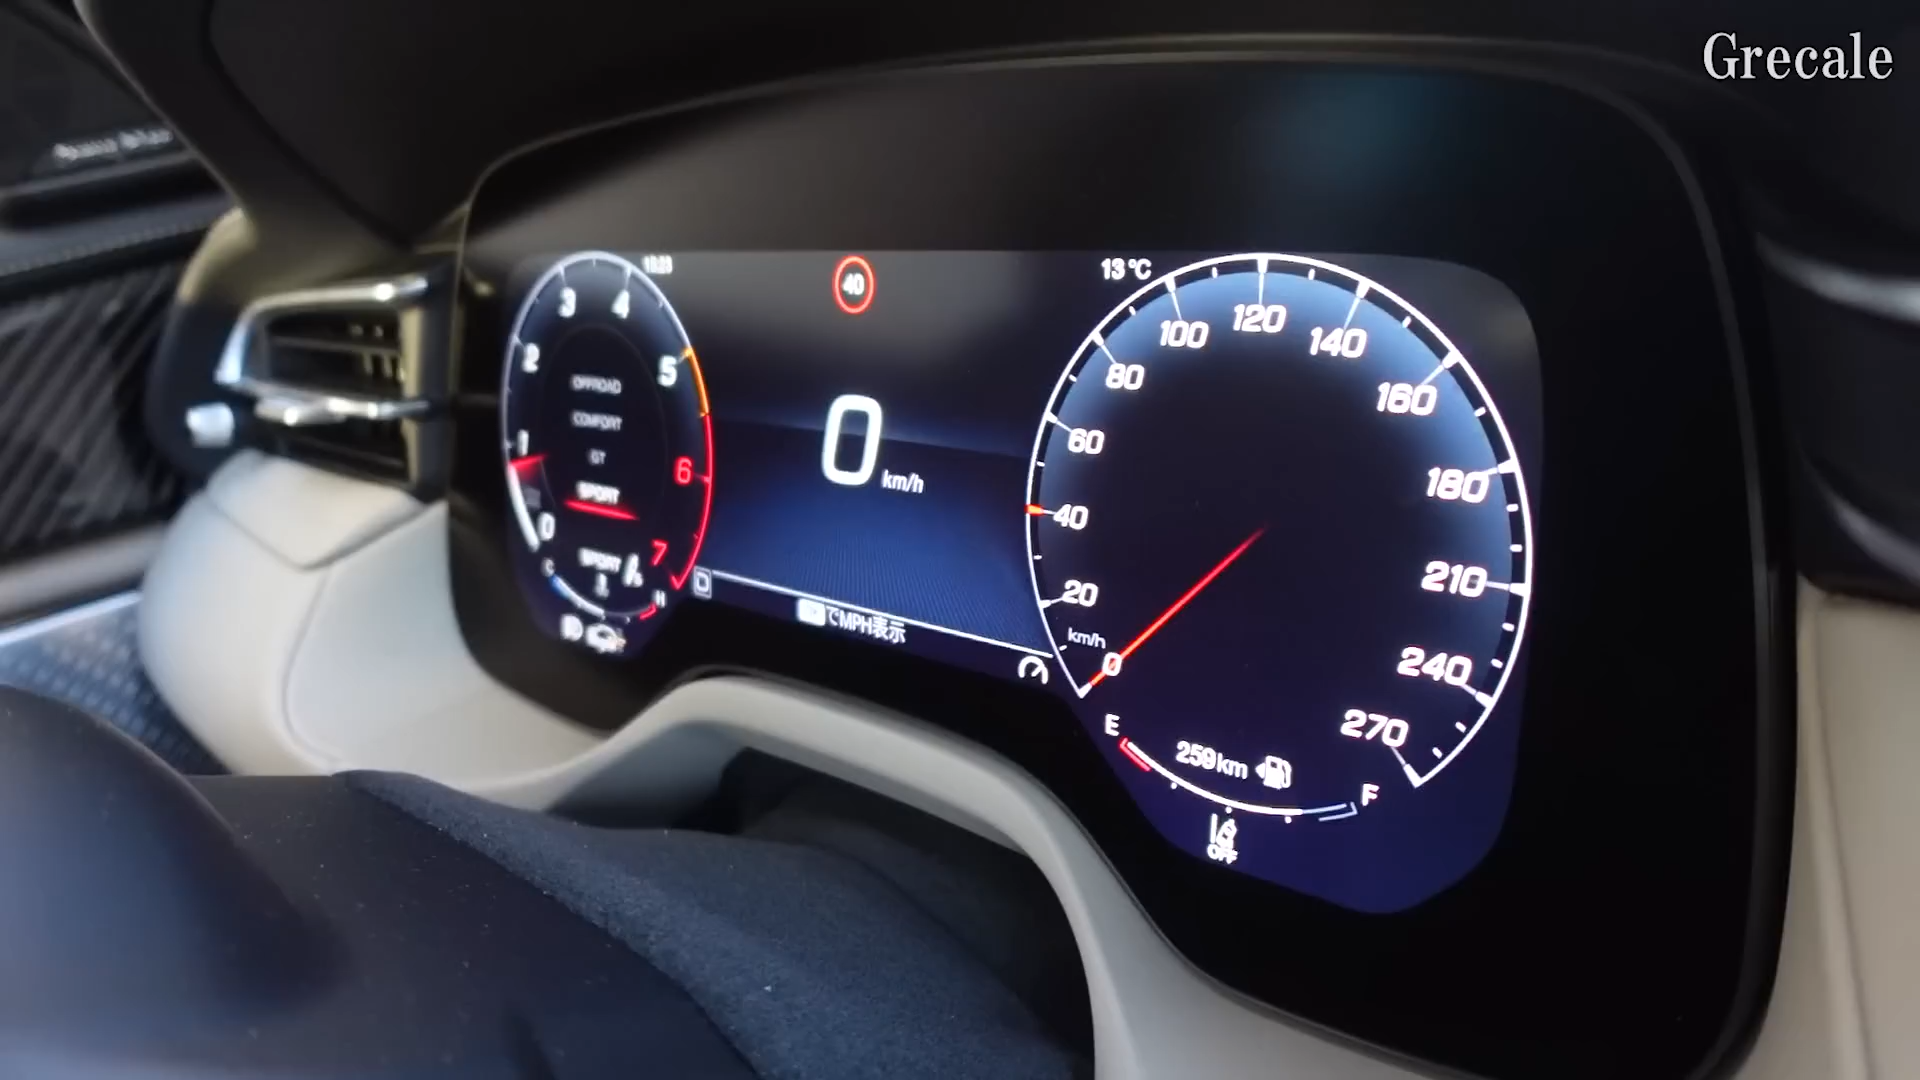 Grecale
3
4
2
5
1
6
0
7
OFFROAD
COMFORT
GT
SPORT
SPORT
C
H
40
0
km/h
D
でMPH表示
13 °C
0
20
40
60
80
100
120
140
160
180
210
240
270
km/h
E
259km
F
OFF